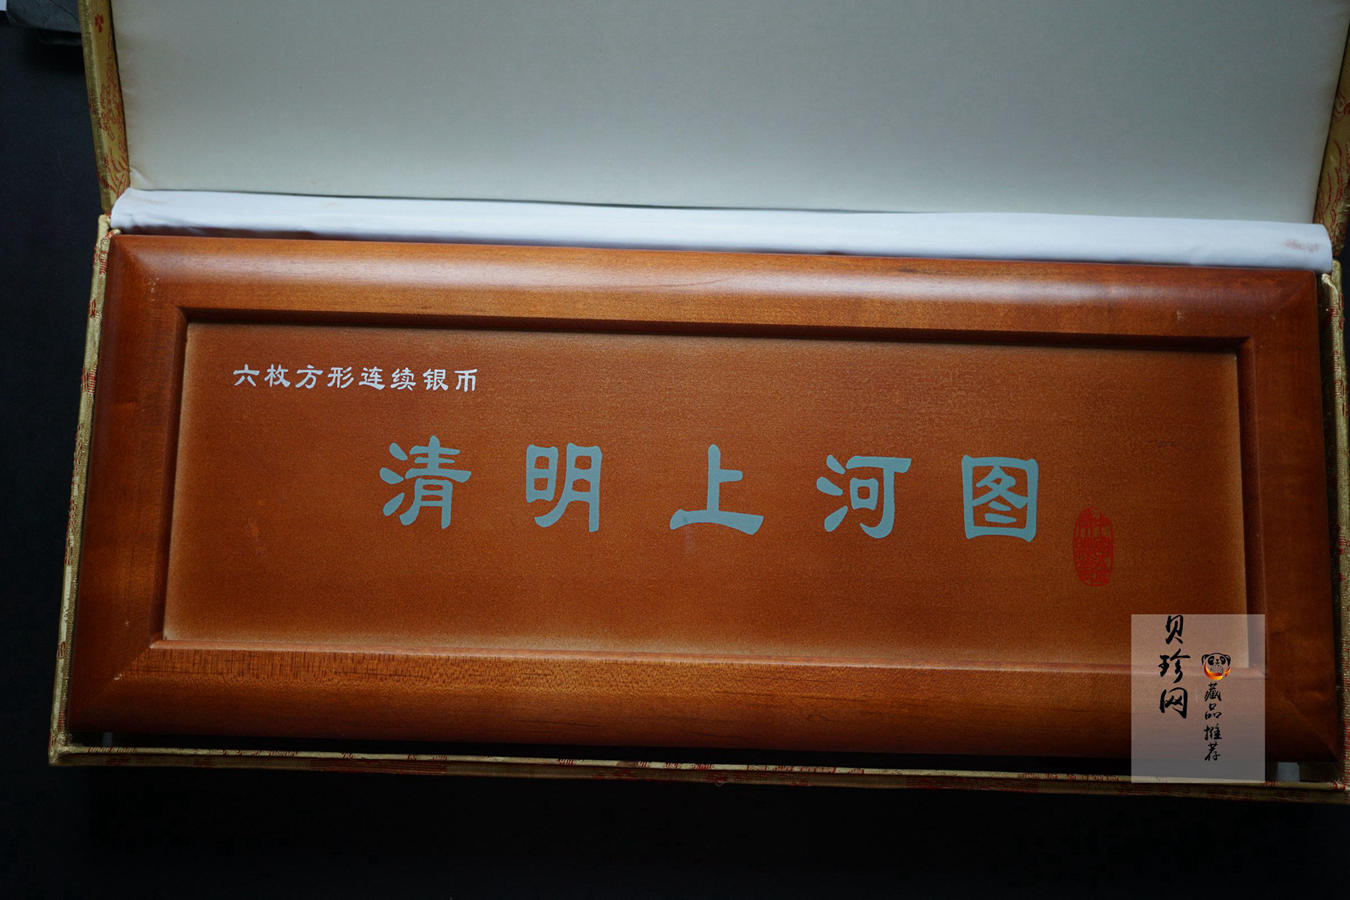 六枚方形连续银币
清明上河图
贝珍网
藏品推荐